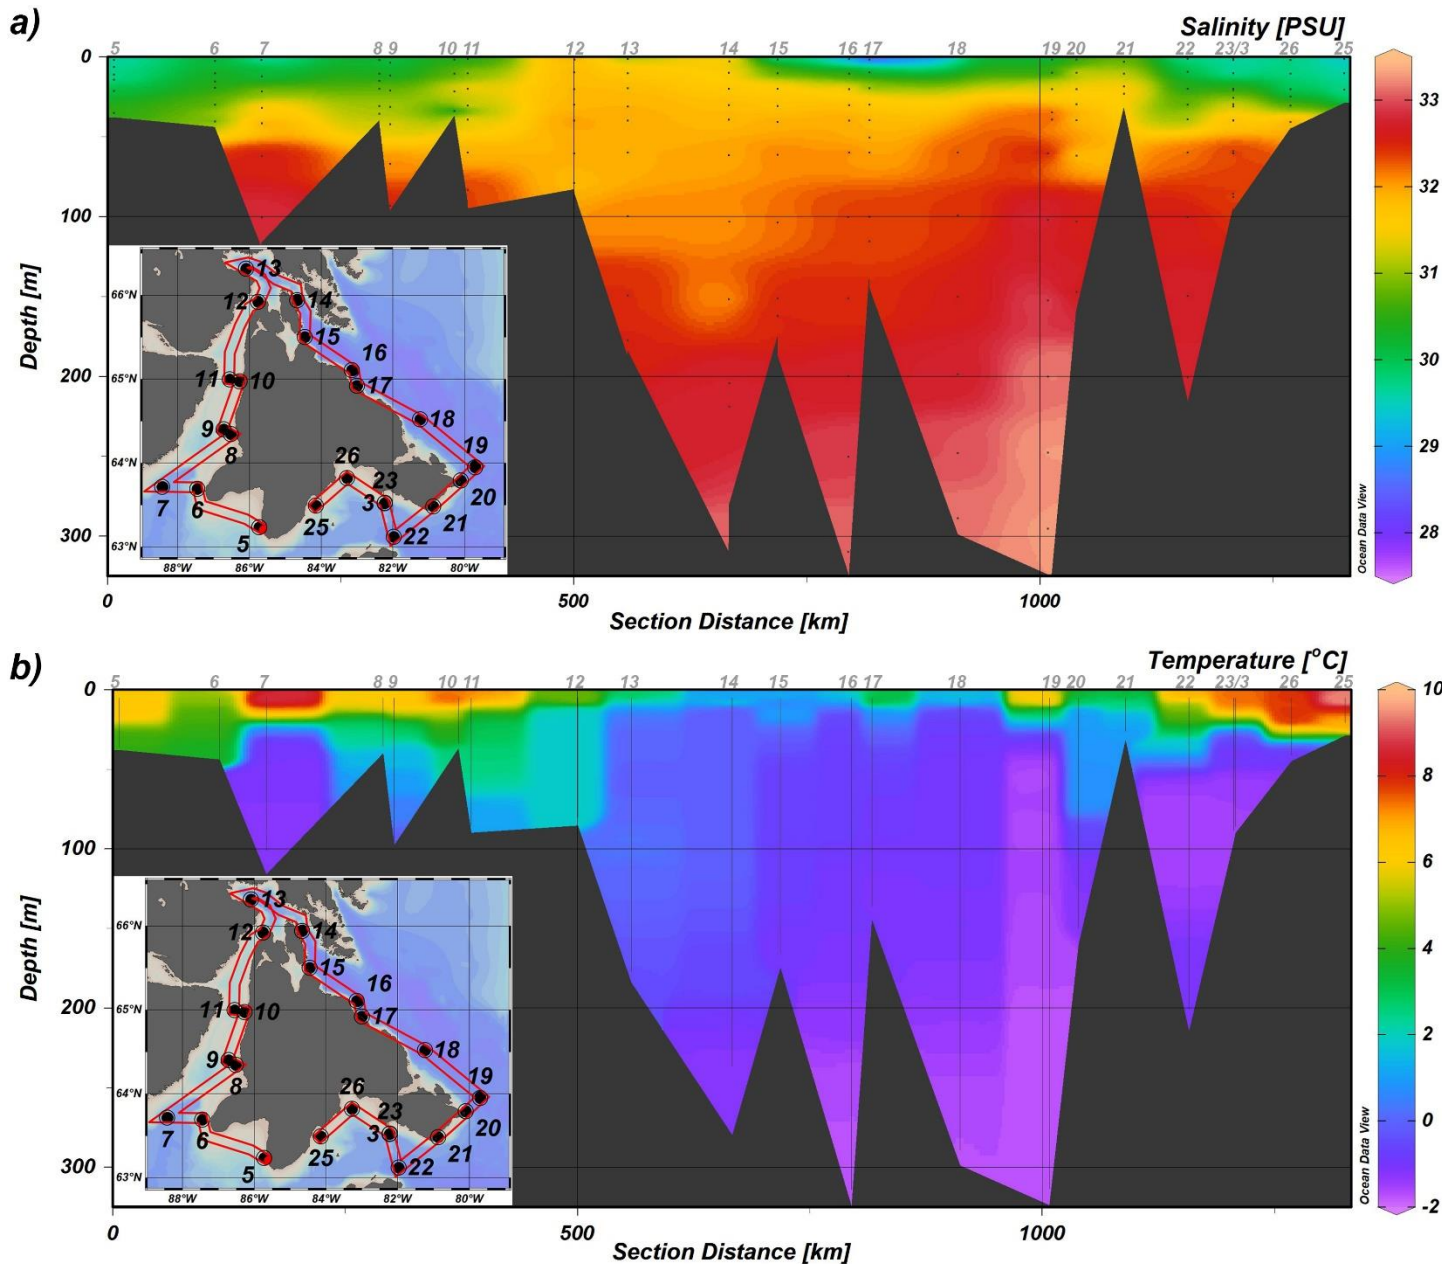 a)
Salinity [PSU]
5 6 7 8 9 10 11 12 13 14 15 16 17 18 19 20 21 22 23/3 26 25
0
100
200
300
Depth [m]
0 500 1000
Section Distance [km]
33
32
31
30
29
28
Ocean Data View
13
12 14
66°N
15
16
11 10 17
65°N
9 18
8
19
26
64°N
23
7 6 3 20
25 21
5 22
63°N
88°W 86°W 84°W 82°W 80°W
b)
Temperature [°C]
5 6 7 8 9 10 11 12 13 14 15 16 17 18 19 20 21 22 23/3 26 25
0
100
200
300
Depth [m]
0 500 1000
Section Distance [km]
10
8
6
4
2
0
-2
Ocean Data View
13
12 14
66°N
15
16
11 10 17
65°N
9 18
8
19
26
64°N
23
7 6 3 20
25 21
5 22
63°N
88°W 86°W 84°W 82°W 80°W